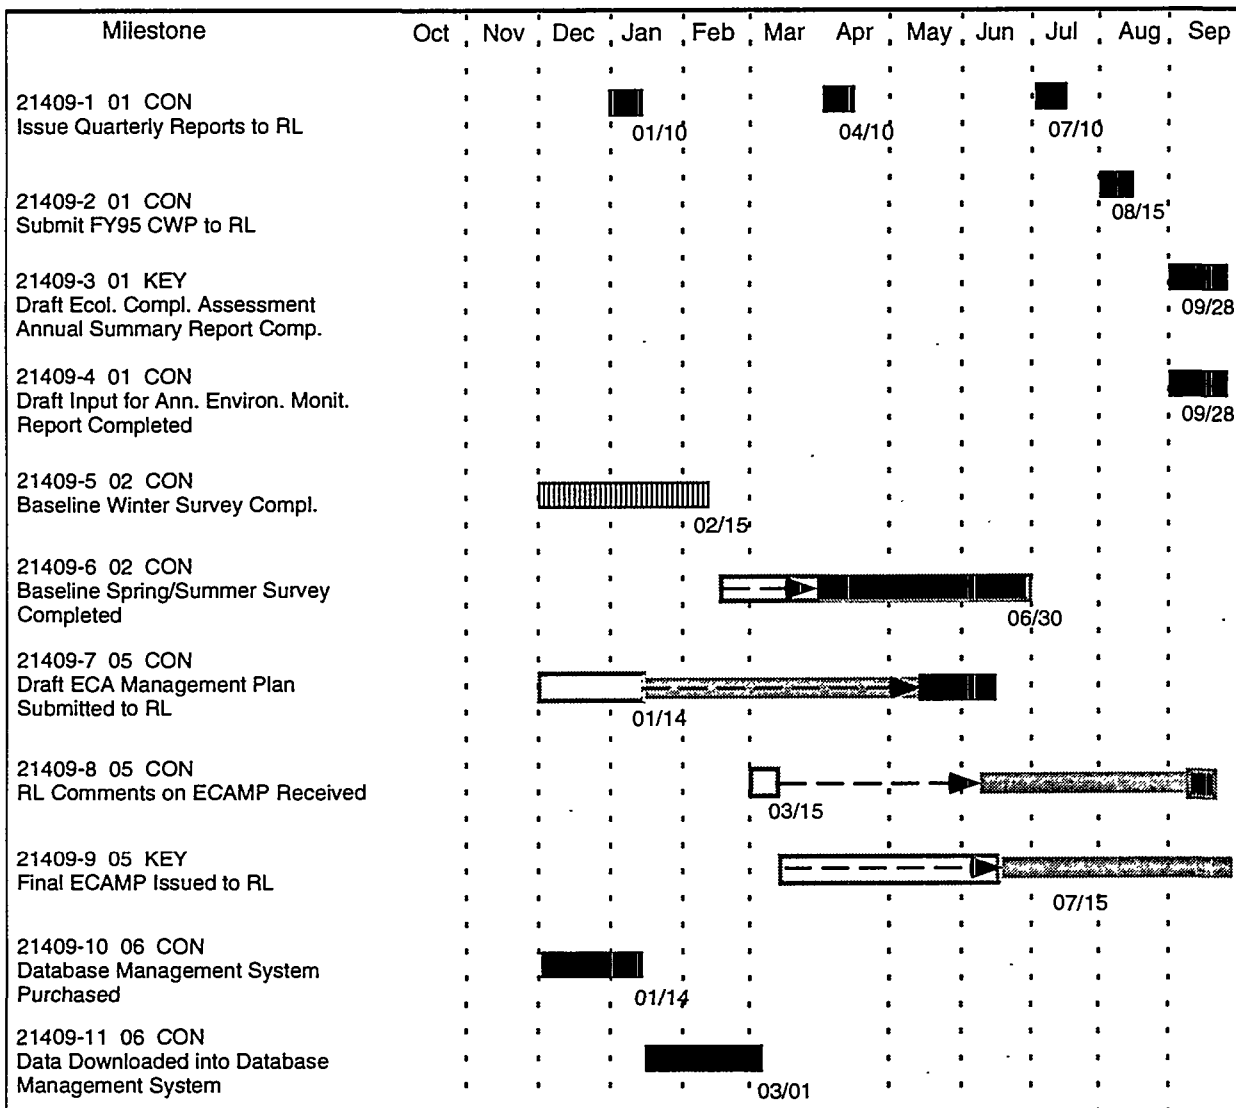 Milestone Oct Nov Dec Jan Feb Mar Apr May Jun Jul Aug Sep
21409-1 01 CON
Issue Quarterly Reports to RL
01/10 04/10 07/10
21409-2 01 CON
Submit FY95 CWP to RL
08/15
21409-3 01 KEY
Draft Ecol. Compl. Assessment
Annual Summary Report Comp.
09/28
21409-4 01 CON
Draft Input for Ann. Environ. Monit.
Report Completed
09/28
21409-5 02 CON
Baseline Winter Survey Compl.
02/15
21409-6 02 CON
Baseline Spring/Summer Survey
Completed
06/30
21409-7 05 CON
Draft ECA Management Plan
Submitted to RL
01/14
21409-8 05 CON
RL Comments on ECAMP Received
03/15
21409-9 05 KEY
Final ECAMP Issued to RL
07/15
21409-10 06 CON
Database Management System
Purchased
01/14
21409-11 06 CON
Data Downloaded into Database
Management System
03/01